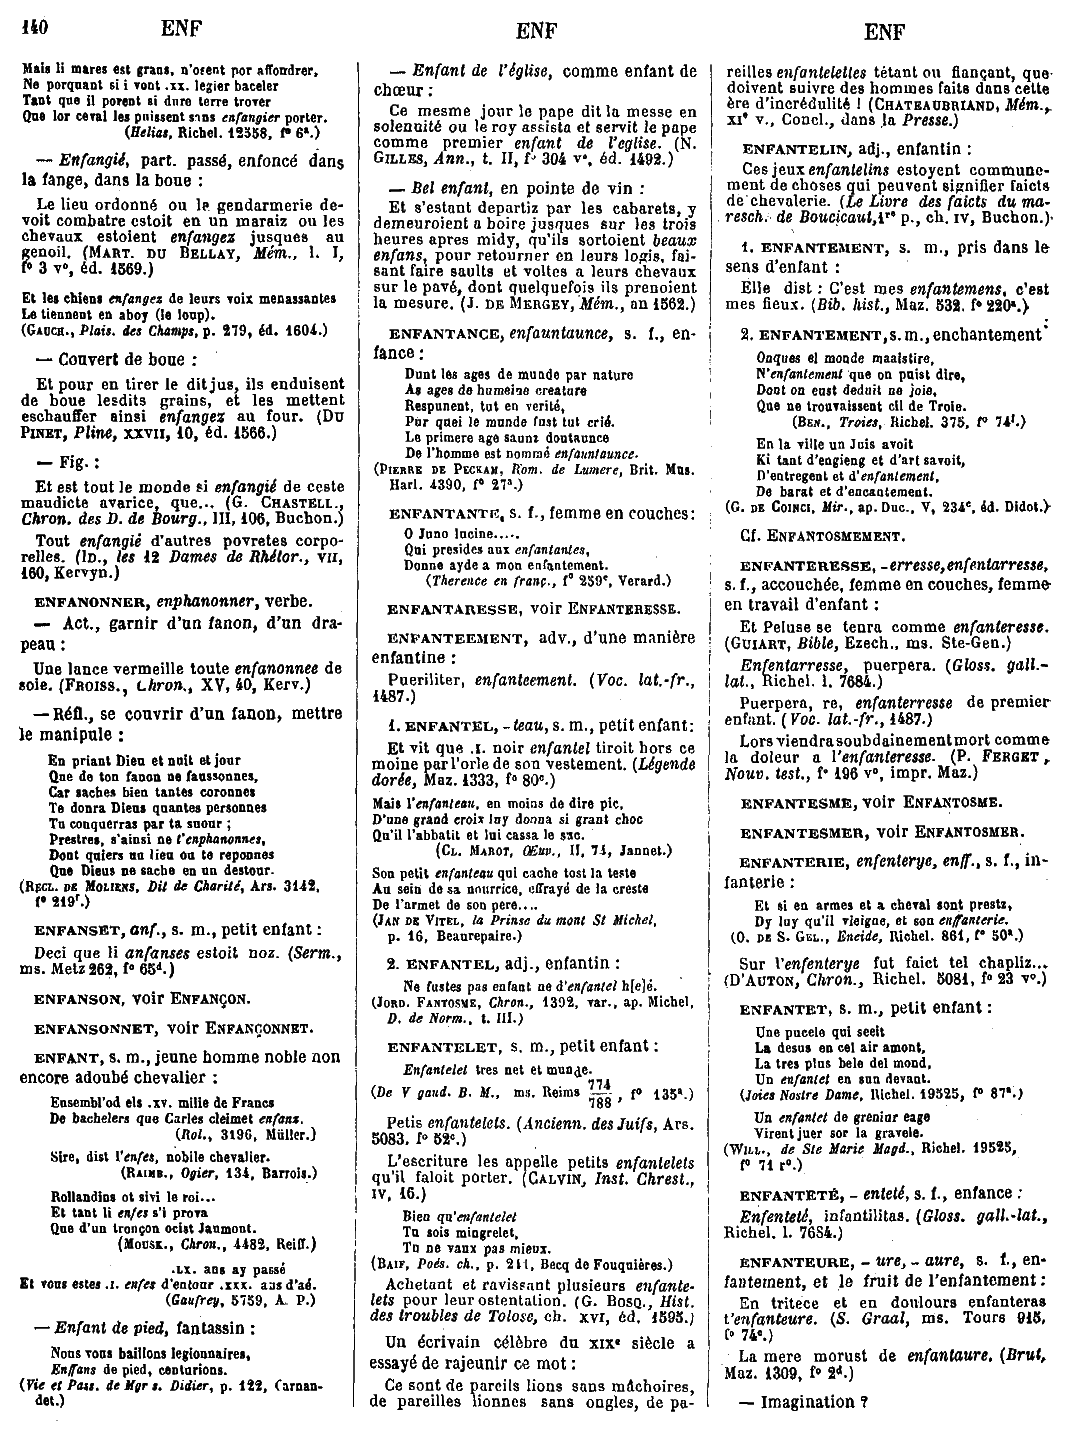 140 ENF ENF ENF
Mais li mares est grans, n'osent por affondrer,
Ne porquant si i vont .xx. legier baceler
Tant que il porent si dure terre trover
Que lor ceval les puissent sans enfangier porter.
(Helias, Richel. 12558, f° 6ª.)
— Enfangié, part. passé, enfoncé dans
la fange, dans la boue :
Le lieu ordonné ou le gendarmerie de-
voit combatre estoit en un maraiz ou les
chevaux estoient enfangez jusques au
genoil. (MART. DU BELLAY, Mém., l. I,
f° 3 v°, éd. 1569.)
Et les chiens enfangez de leurs voix menassantes
Le tiennent en aboy (le loup).
(GAUCH., Plais. des Champs, p. 279, éd. 1604.)
— Couvert de boue :
Et pour en tirer le dit jus, ils enduisent
de boue lesdits grains, et les mettent
eschauffer ainsi enfangez au four. (DU
PINET, Pline, XXVII, 10, éd. 1566.)
— Fig. :
Et est tout le monde si enfangié de ceste
maudicte avarice, que... (G. CHASTELL.,
Chron. des D. de Bourg., III, 106, Buchon.)
Tout enfangié d'autres povretes corpo-
relles. (ID., les 12 Dames de Rhétor., VII,
160, Kervyn.)
ENFANONNER, enphanonner, verbe.
— Act., garnir d'un fanon, d'un dra-
peau :
Une lance vermeille toute enfanonnee de
soie. (FROISS., Chron., XV, 40, Kerv.)
— Réfl., se couvrir d'un fanon, mettre
le manipule :
En priant Dieu et nuit et jour
Que de ton fanon ne faussonnes,
Car saches bien tantes coronnes
Te donra Diens quantes personnes
Tu conquerras par ta suour ;
Prestres, s'ainsi ne t'enphanonnes,
Dont quiers un lieu ou te reponnes
Que Dieus ne sache en un destour.
(RECL. DE MOLIENS, Dit de Charité, Ars. 3142,
f° 219ʳ.)
ENFANSET, anf., s. m., petit enfant :
Deci que li anfanses estoit noz. (Serm.,
ms. Metz 262, f° 65ᵈ.)
ENFANSON, voir ENFANÇON.
ENFANSONNET, voir ENFANÇONNET.
ENFANT, s. m., jeune homme noble non
encore adoubé chevalier :
Ensembl'od els .xv. milie de Francs
De bachelers que Carles cleimet enfanz.
(Rol., 3196, Müller.)
Sire, dist l'enfes, nobile chevalier.
(RAIMB., Ogier, 134, Barrois.)
Rollandins ot sivi le roi...
Et tant li enfes s'i prova
Que d'un tronçon ocist Jaumont.
(MOUSK., Chron., 4482, Reiff.)
.LX. ans ay passé
Et vous estes .I. enfes d'entour .XXX. ans d'aé.
(Gaufrey, 5759, A. P.)
— Enfant de pied, fantassin :
Nous vous baillons legionnaires,
Enffans de pied, centurions.
(Vie et Pass. de Mgr s. Didier, p. 122, Carnan-
det.)
— Enfant de l'église, comme enfant de
chœur :
Ce mesme jour le pape dit la messe en
solennité ou le roy assista et servit le pape
comme premier enfant de l'eglise. (N.
GILLES, Ann., t. II, f° 304 v°, éd. 1492.)
— Bel enfant, en pointe de vin :
Et s'estant departiz par les cabarets, y
demeuroient a boire jusques sur les trois
heures apres midy, qu'ils sortoient beaux
enfans, pour retourner en leurs logis, fai-
sant faire saults et voltes a leurs chevaux
sur le pavé, dont quelquefois ils prenoient
la mesure. (J. DE MERGEY, Mém., an 1562.)
ENFANTANCE, enfauntaunce, s. f., en-
fance :
Dunt les ages de munde par nature
As ages de humeine creature
Respunent, tut en verité,
Pur quei le munde fust tut crié.
Le primere age saunz dontaunce
De l'homme est nommé enfauntaunce.
(PIERRE DE PECKAM, Rom. de Lumere, Brit. Mus.
Harl. 4390, f° 27ª.)
ENFANTANTE, s. f., femme en couches :
O Juno lucine.....
Qui presides aux enfantantes,
Donne ayde a mon enfantement.
(Therence en franç., f° 259ᶜ, Verard.)
ENFANTARESSE, voir ENFANTERESSE.
ENFANTEEMENT, adv., d'une manière
enfantine :
Pueriliter, enfanteement. (Voc. lat.-fr.,
1487.)
1. ENFANTEL, -teau, s. m., petit enfant :
Et vit que .I. noir enfantel tiroit hors ce
moine par l'orle de son vestement. (Légende
dorée, Maz. 1333, f° 80ᶜ.)
Mais l'enfanteau, en moins de dire pic,
D'une grand croix luy donna si grant choc
Qu'il l'abbatit et lui cassa le suc.
(CL. MAROT, Œuv., II, 74, Jannet.)
Son petit enfanteau qui cache tost la teste
Au sein de sa nourrice, effrayé de la creste
De l'armet de son pere....
(JAN DE VITEL, la Prinse du mont St Michel,
p. 16, Beaurepaire.)
2. ENFANTEL, adj., enfantin :
Ne fustes pas enfant ne d'enfantel h[e]é.
(JORD. FANTOSME, Chron., 1392, var., ap. Michel,
D. de Norm., t. III.)
ENFANTELET, s. m., petit enfant :
Enfantelet tres net et munde.
(De V gaud. B. M., ms. Reims 774/788, f° 135ª.)
Petis enfantelets. (Ancienn. des Juifs, Ars.
5083, f° 52ᶜ.)
L'escriture les appelle petits enfantelets
qu'il faloit porter. (CALVIN, Inst. Chrest.,
IV, 16.)
Bien qu'enfantelet
Tu sois mingrelet,
Tu ne vaux pas mieux.
(BAIF, Poés. ch., p. 211, Becq de Fouquières.)
Achetant et ravissant plusieurs enfante-
lets pour leur ostentation. (G. BOSQ., Hist.
des troubles de Tolose, ch. XVI, éd. 1595.)
Un écrivain célèbre du XIXᵉ siècle a
essayé de rajeunir ce mot :
Ce sont de pareils lions sans mâchoires,
de pareilles lionnes sans ongles, de pa-
reilles enfantelettes tétant ou fiançant, que
doivent suivre des hommes faits dans cette
ère d'incrédulité ! (CHATEAUBRIAND, Mém.,
XIᵉ v., Concl., dans la Presse.)
ENFANTELIN, adj., enfantin :
Ces jeux enfantelins estoyent commune-
ment de choses qui peuvent signifier faicts
de chevalerie. (Le Livre des faicts du ma-
resch. de Boucicaut, 1ʳᵉ p., ch. IV, Buchon.)
1. ENFANTEMENT, s. m., pris dans le
sens d'enfant :
Elle dist : C'est mes enfantemens, c'est
mes fieux. (Bib. hist., Maz. 532, f° 220ª.)
2. ENFANTEMENT, s. m., enchantement
Onques el monde maaistire,
N'enfantement que on puist dire,
Dont on eust deduit ne joie,
Que ne trouvaissent cil de Troie.
(BEN., Troies, Richel. 375, f° 74ᶠ.)
En la ville un Juis avoit
Ki tant d'engieng et d'art savoit,
D'entregent et d'enfantement,
De barat et d'encantement.
(G. DE COINCI, Mir., ap. Duc., V, 234ᶜ, éd. Didot.)
Cf. ENFANTOSMEMENT.
ENFANTERESSE, -erresse, enfentarresse,
s. f., accouchée, femme en couches, femme
en travail d'enfant :
Et Peluse se tenra comme enfanteresse.
(GUIART, Bible, Ezech., ms. Ste-Gen.)
Enfentarresse, puerpera. (Gloss. gall.-
lat., Richel. l. 7684.)
Puerpera, re, enfanterresse de premier
enfant. (Voc. lat.-fr., 1487.)
Lors viendra soubdainement mort comme
la doleur a l'enfanteresse. (P. FERGET,
Nouv. test., f° 196 v°, impr. Maz.)
ENFANTESME, voir ENFANTOSME.
ENFANTESMER, voir ENFANTOSMER.
ENFANTERIE, enfenterye, enff., s. f., in-
fanterie :
Et si en armes et a cheval sont prestz,
Dy luy qu'il vieigne, et son enffanterie.
(O. DE S. GEL., Eneide, Richel. 861, f° 50ª.)
Sur l'enfenterye fut faict tel chapliz...
(D'AUTON, Chron., Richel. 5081, f° 23 v°.)
ENFANTET, s. m., petit enfant :
Une pucele qui seeit
La desus en cel air amont,
La tres plus bele del mond,
Un enfantet en sun devant.
(Joies Nostre Dame, Richel. 19525, f° 87ª.)
Un enfantet de greniur eage
Virent juer sor la gravele.
(WILL., de Ste Marie Magd., Richel. 19525,
f° 71 r°.)
ENFANTETÉ, - enteté, s. f., enfance :
Enfenteté, infantilitas. (Gloss. gall.-lat.,
Richel. l. 7684.)
ENFANTEURE, - ure, - aure, s. f., en-
fantement, et le fruit de l'enfantement :
En tritece et en doulours enfanteras
t'enfanteure. (S. Graal, ms. Tours 915,
f° 74ᶜ.)
La mere morust de enfantaure. (Brut,
Maz. 1309, f° 2ᵈ.)
— Imagination ?